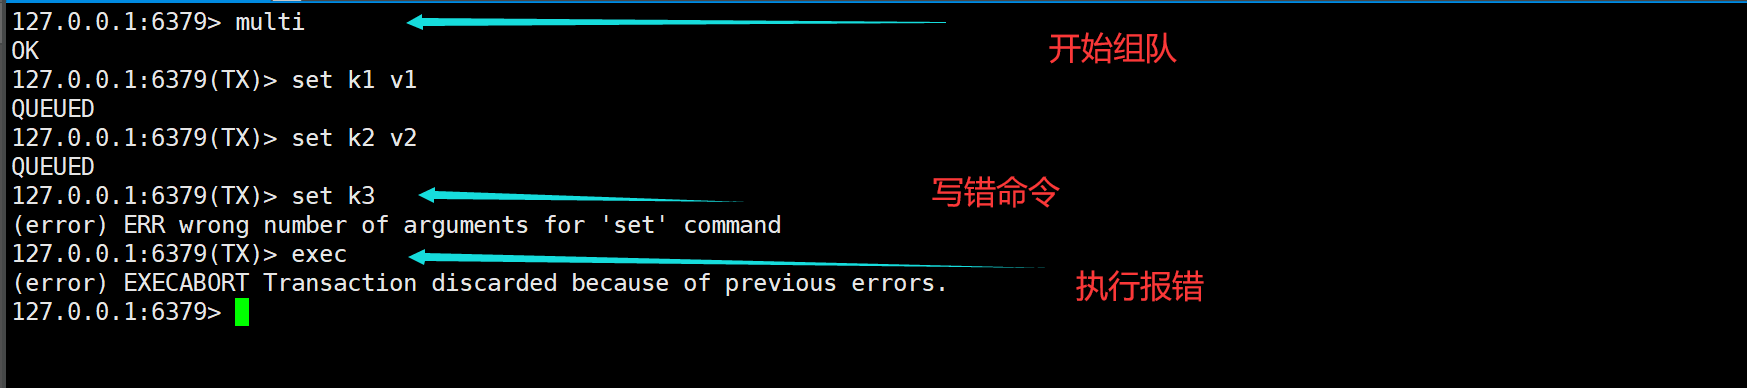 127.0.0.1:6379> multi
开始组队
OK
127.0.0.1:6379(TX)> set k1 v1
QUEUED
127.0.0.1:6379(TX)> set k2 v2
QUEUED
127.0.0.1:6379(TX)> set k3
写错命令
(error) ERR wrong number of arguments for 'set' command
127.0.0.1:6379(TX)> exec
执行报错
(error) EXECABORT Transaction discarded because of previous errors.
127.0.0.1:6379>